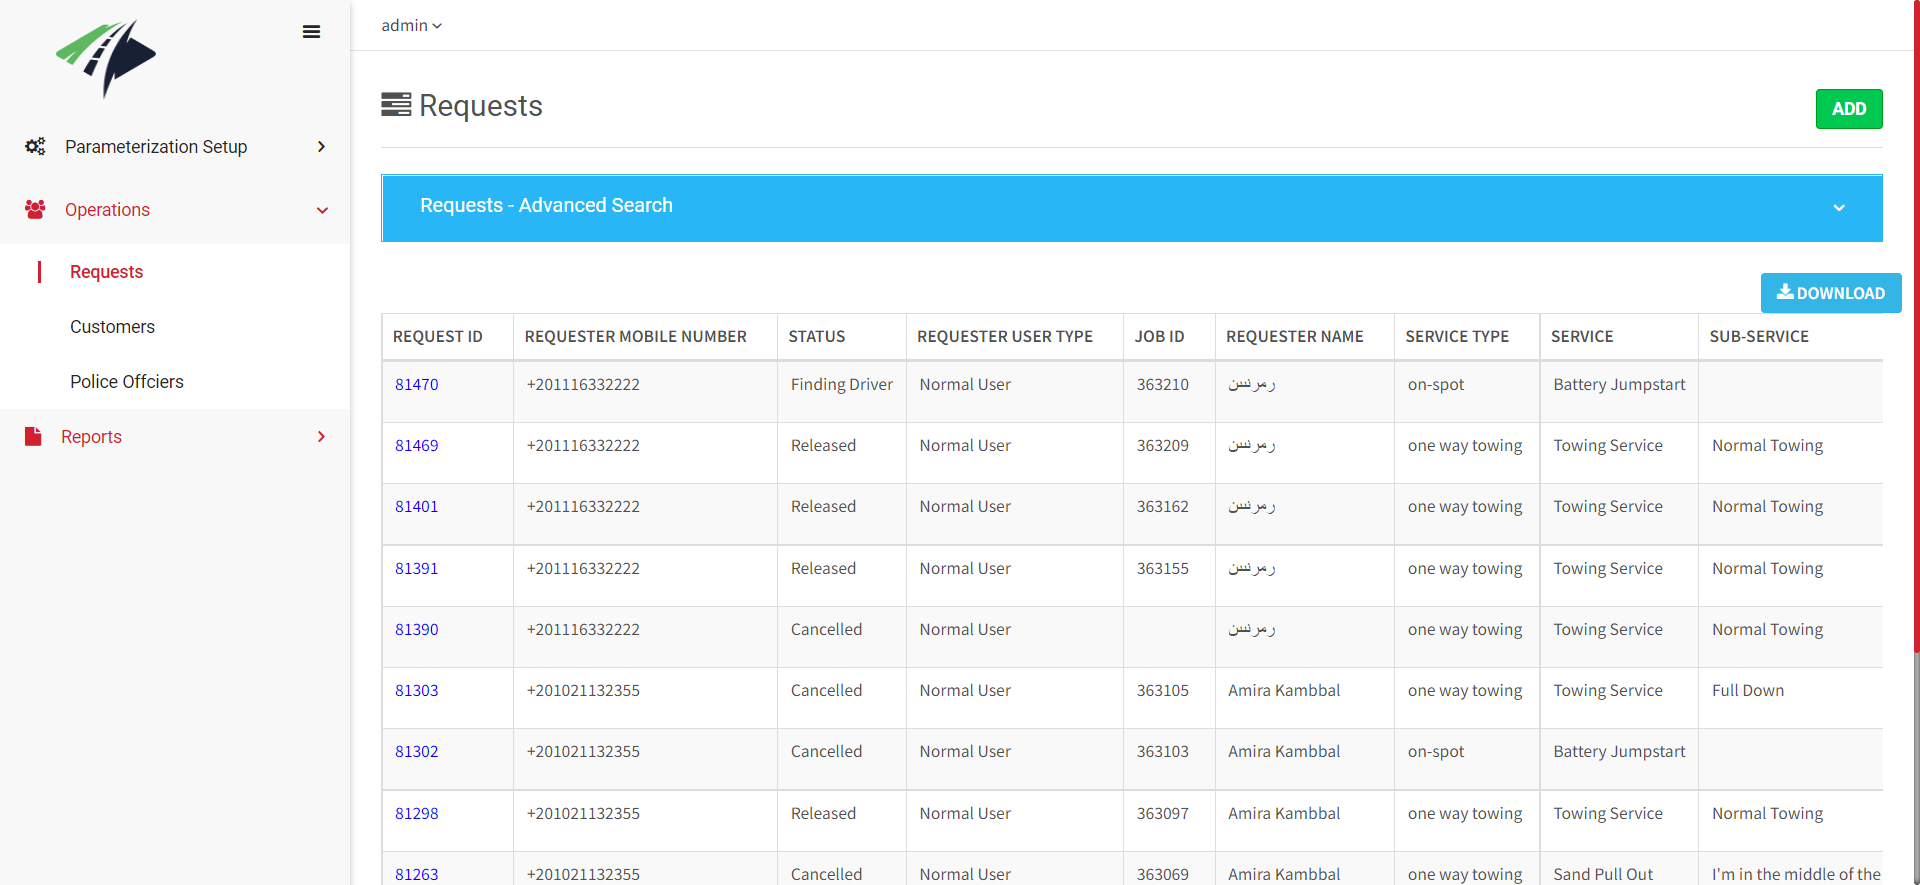 admin
Requests
ADD
Parameterization Setup
Operations
Requests
Customers
Police Offciers
Reports
Requests - Advanced Search
DOWNLOAD
REQUEST ID REQUESTER MOBILE NUMBER STATUS REQUESTER USER TYPE JOB ID REQUESTER NAME SERVICE TYPE SERVICE SUB-SERVICE
81470 +201116332222 Finding Driver Normal User 363210 on-spot Battery Jumpstart
81469 +201116332222 Released Normal User 363209 one way towing Towing Service Normal Towing
81401 +201116332222 Released Normal User 363162 one way towing Towing Service Normal Towing
81391 +201116332222 Released Normal User 363155 one way towing Towing Service Normal Towing
81390 +201116332222 Cancelled Normal User one way towing Towing Service Normal Towing
81303 +201021132355 Cancelled Normal User 363105 Amira Kambbal one way towing Towing Service Full Down
81302 +201021132355 Cancelled Normal User 363103 Amira Kambbal on-spot Battery Jumpstart
81298 +201021132355 Released Normal User 363097 Amira Kambbal one way towing Towing Service Normal Towing
81263 +201021132355 Cancelled Normal User 363069 Amira Kambbal one way towing Sand Pull Out I'm in the middle of the